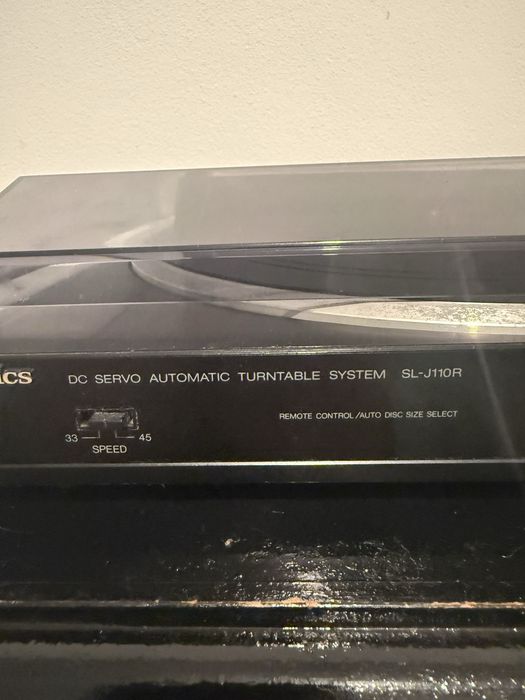 ics DC SERVO AUTOMATIC TURNTABLE SYSTEM SL-J110R
REMOTE CONTROL/AUTO DISC SIZE SELECT
33 45
SPEED